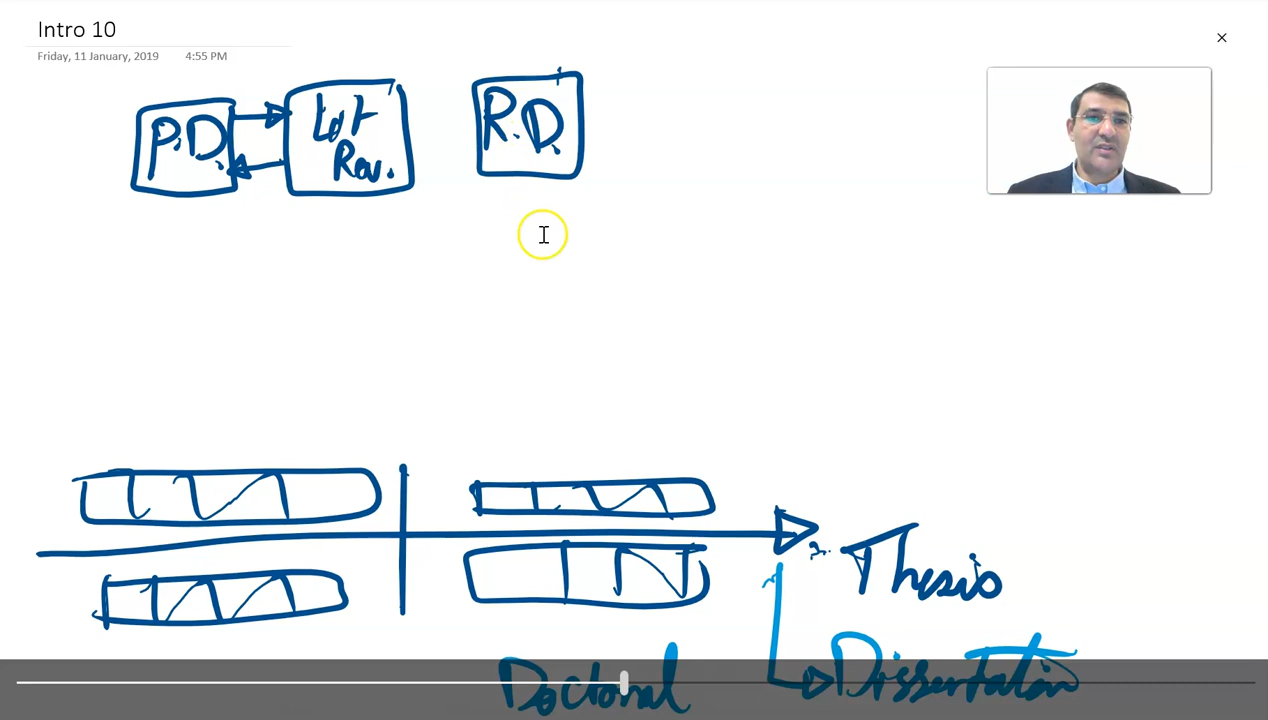 Intro 10
Friday, 11 January, 2019 4:55 PM
P.D.
Lit
Rev.
R.D.
Thesis
Dissertation
Doctoral